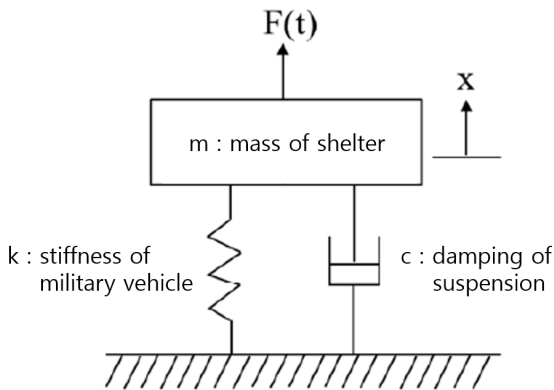 F(t)
x
m : mass of shelter
k : stiffness of
military vehicle
c : damping of
suspension